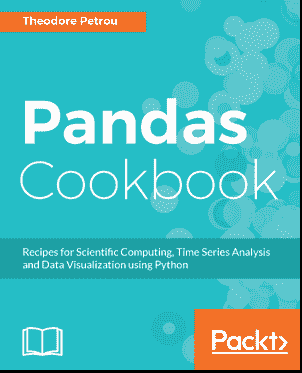 Theodore Petrou
Pandas
Cookbook
Recipes for Scientific Computing, Time Series Analysis
and Data Visualization using Python
Packt>